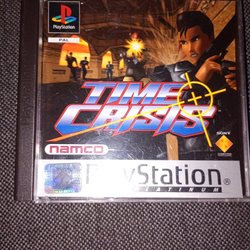 PlayStation
PAL
TIME
CRISIS
namco
SONY
PlayStation
PLATINUM